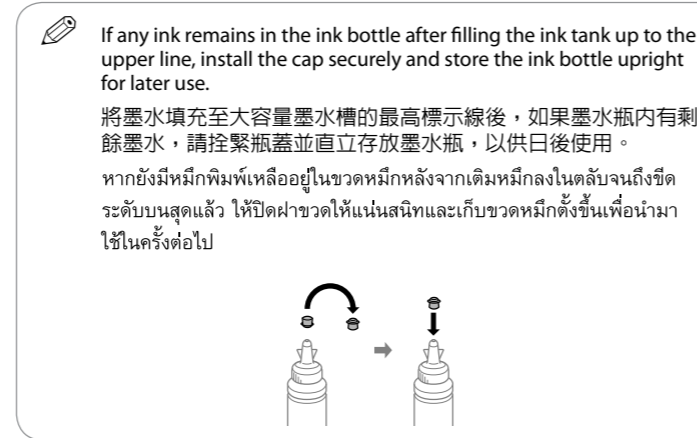 If any ink remains in the ink bottle after filling the ink tank up to the
upper line, install the cap securely and store the ink bottle upright
for later use.
將墨水填充至大容量墨水槽的最高標示線後，如果墨水瓶内有剩
餘墨水，請拴緊瓶蓋並直立存放墨水瓶，以供日後使用。
หากยังมีหมึกพิมพ์เหลืออยู่ในขวดหมึกหลังจากเติมหมึกลงในตลับจนถึงขีด
ระดับบนสุดแล้ว ให้ปิดฝาขวดให้แน่นสนิทและเก็บขวดหมึกตั้งขึ้นเพื่อนำมา
ใช้ในครั้งต่อไป